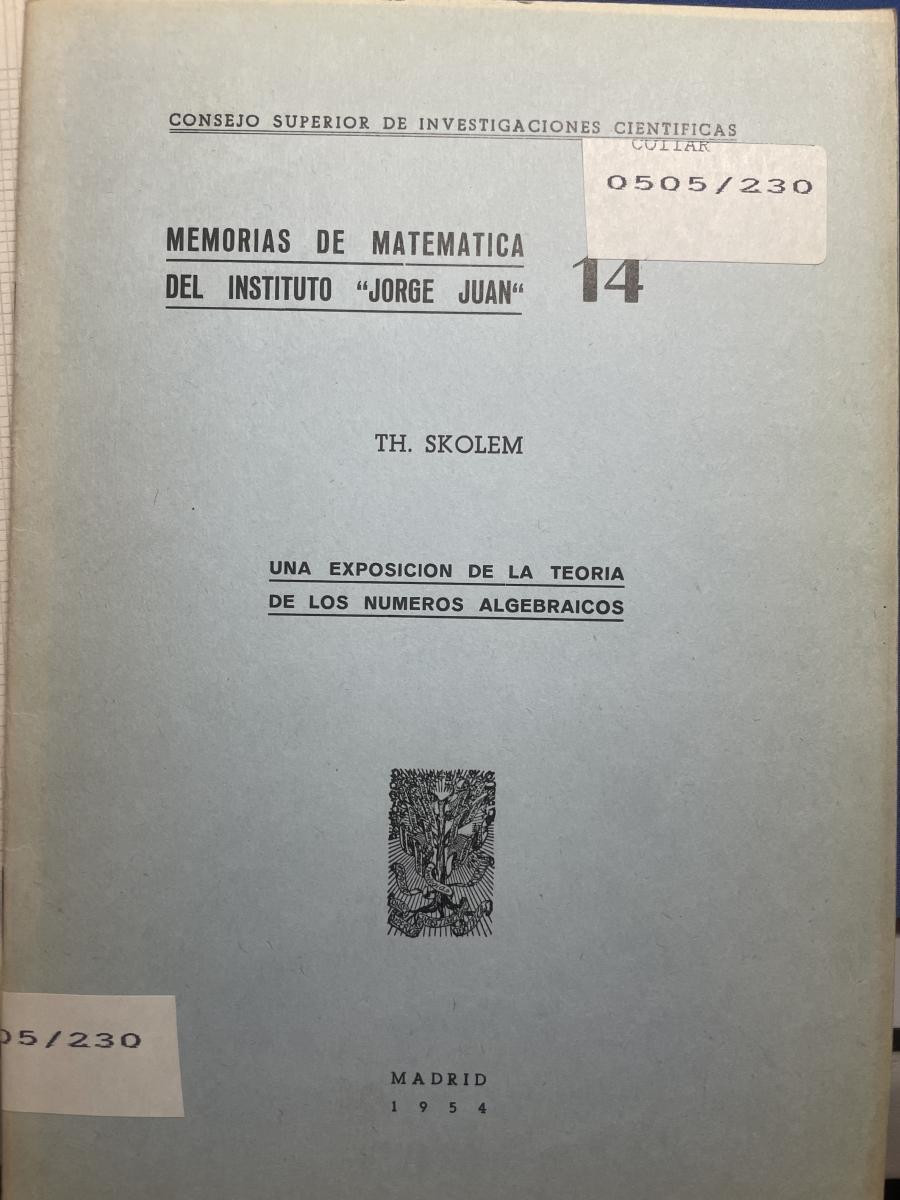 CONSEJO SUPERIOR DE INVESTIGACIONES CIENTIFICAS
0505/230
MEMORIAS DE MATEMATICA
DEL INSTITUTO “JORGE JUAN“
14
TH. SKOLEM
UNA EXPOSICION DE LA TEORIA
DE LOS NUMEROS ALGEBRAICOS
05/230
MADRID
1954